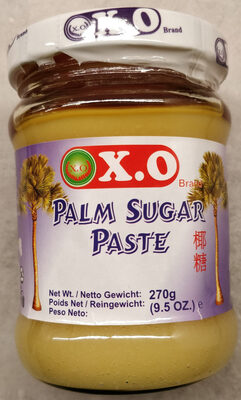 X.O
Brand
X.O
X.O
Brand
PALM SUGAR
PASTE
椰
糖
Net Wt. / Netto Gewicht:
Poids Net / Reingewicht:
Peso Neto:
270g
(9.5 OZ.) e